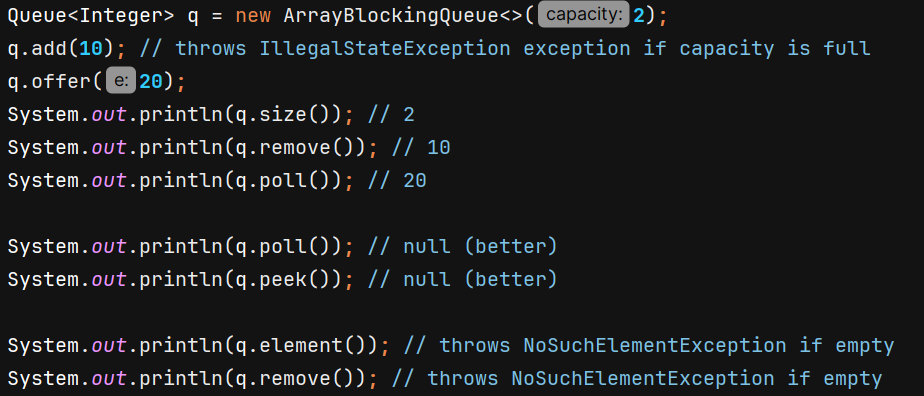 Queue<Integer> q = new ArrayBlockingQueue<>( capacity: 2);
q.add(10); // throws IllegalStateException exception if capacity is full
q.offer( e: 20);
System.out.println(q.size()); // 2
System.out.println(q.remove()); // 10
System.out.println(q.poll()); // 20
System.out.println(q.poll()); // null (better)
System.out.println(q.peek()); // null (better)
System.out.println(q.element()); // throws NoSuchElementException if empty
System.out.println(q.remove()); // throws NoSuchElementException if empty